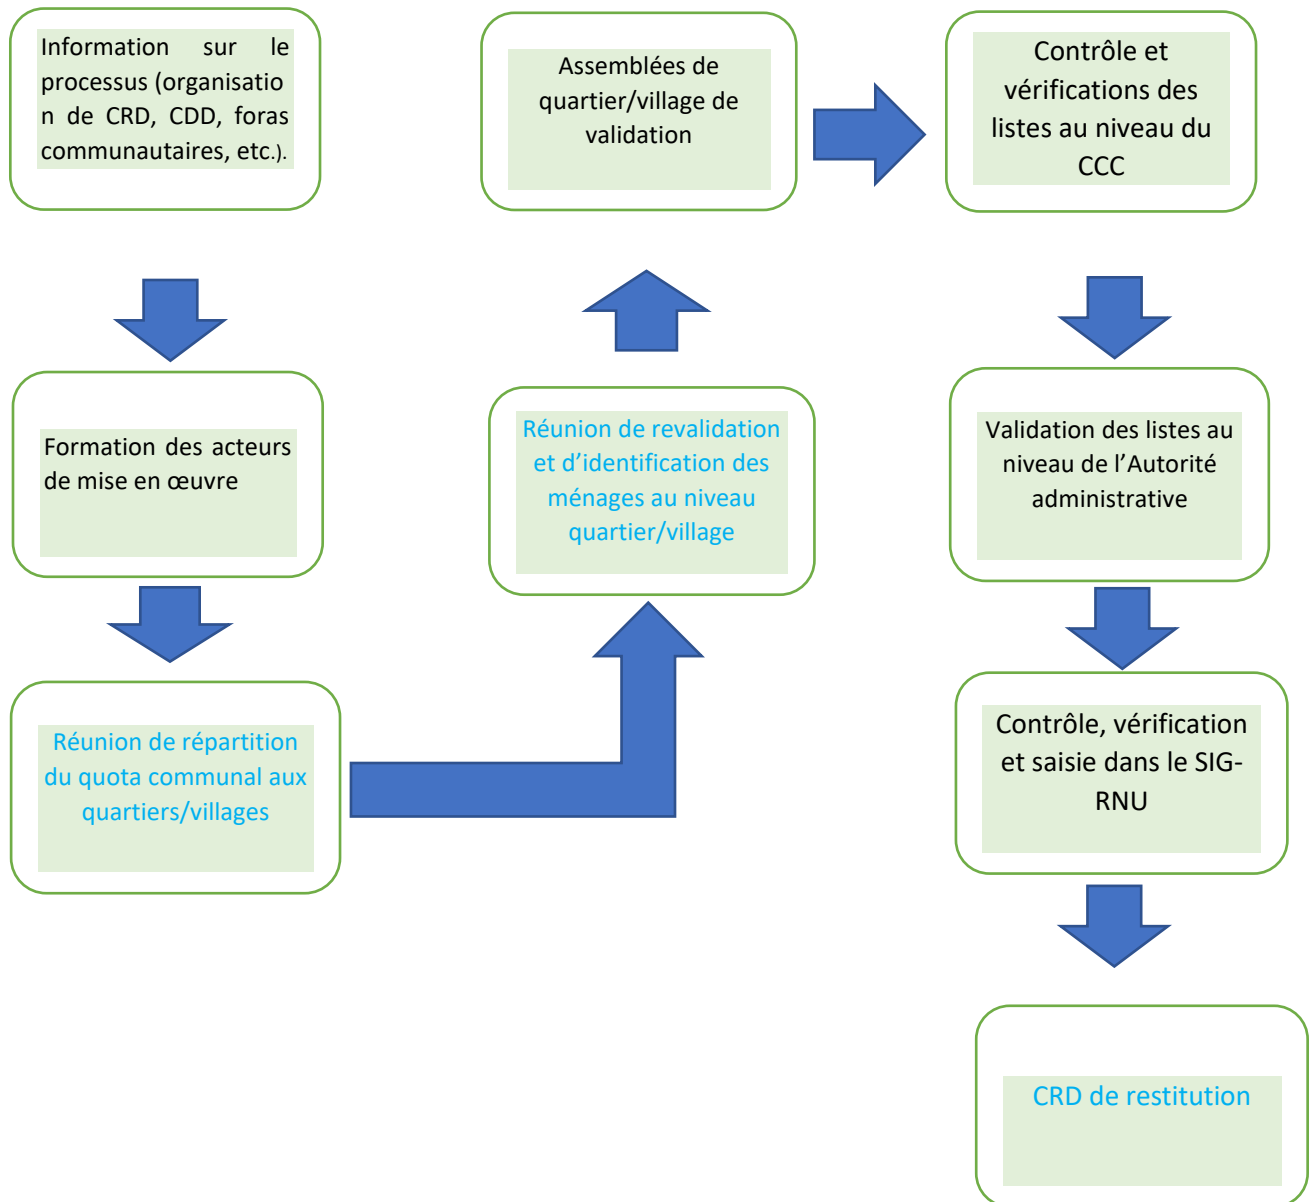 Information sur le
processus (organisatio
n de CRD, CDD, foras
communautaires, etc.).
Formation des acteurs
de mise en œuvre
Réunion de répartition
du quota communal aux
quartiers/villages
Réunion de revalidation
et d’identification des
ménages au niveau
quartier/village
Assemblées de
quartier/village de
validation
Contrôle et
vérifications des
listes au niveau du
CCC
Validation des listes au
niveau de l’Autorité
administrative
Contrôle, vérification
et saisie dans le SIG-
RNU
CRD de restitution